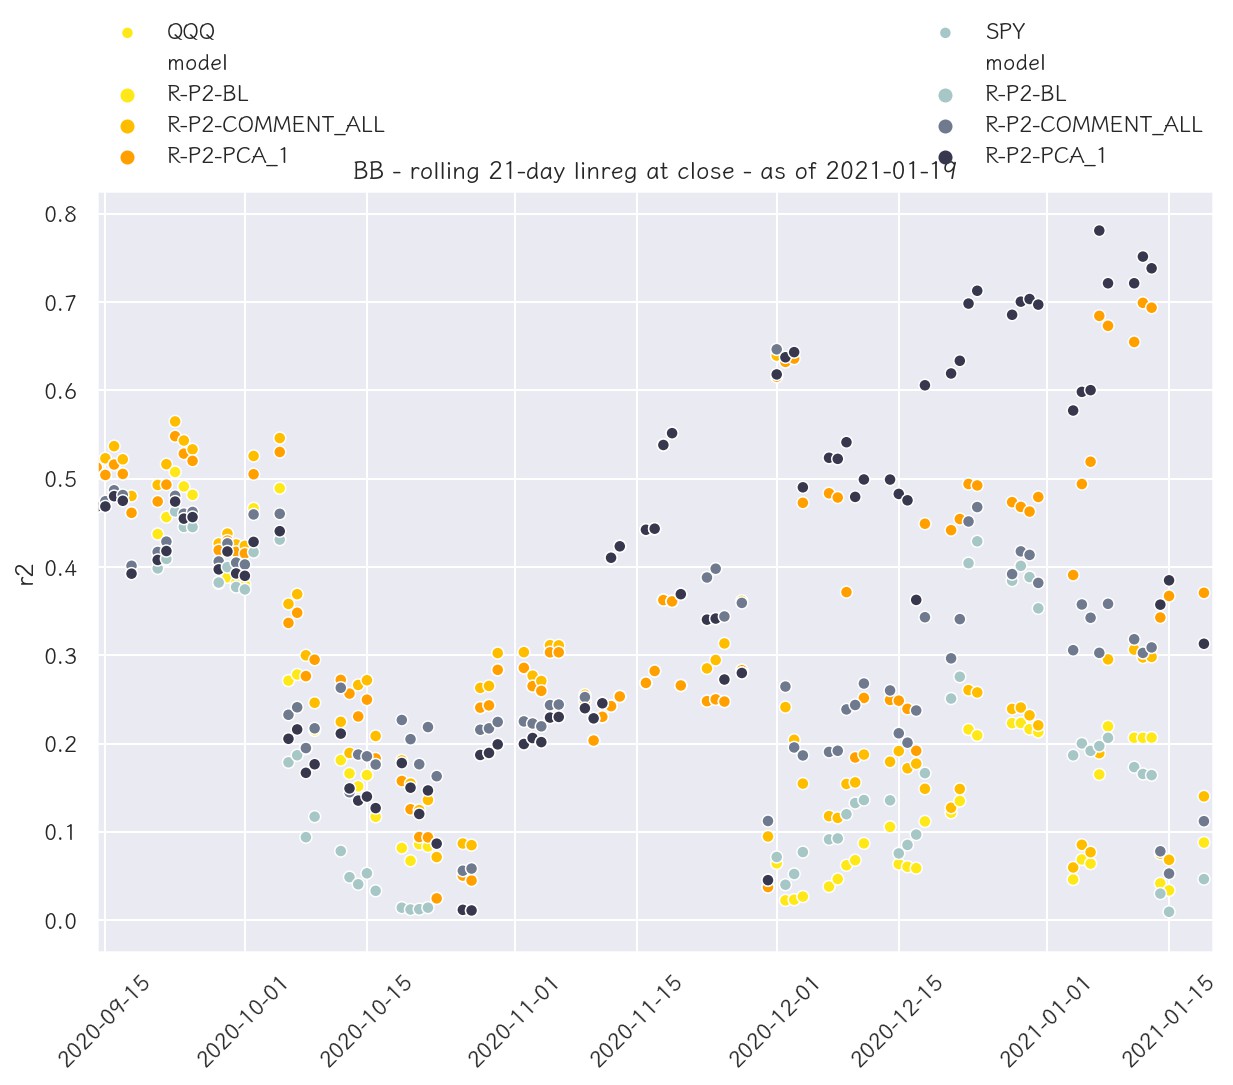 QQQ
model
R-P2-BL
R-P2-COMMENT_ALL
R-P2-PCA_1
SPY
model
R-P2-BL
R-P2-COMMENT_ALL
R-P2-PCA_1
BB - rolling 21-day linreg at close - as of 2021-01-19
r2
0.8
0.7
0.6
0.5
0.4
0.3
0.2
0.1
0.0
2020-09-15
2020-10-01
2020-10-15
2020-11-01
2020-11-15
2020-12-01
2020-12-15
2021-01-01
2021-01-15